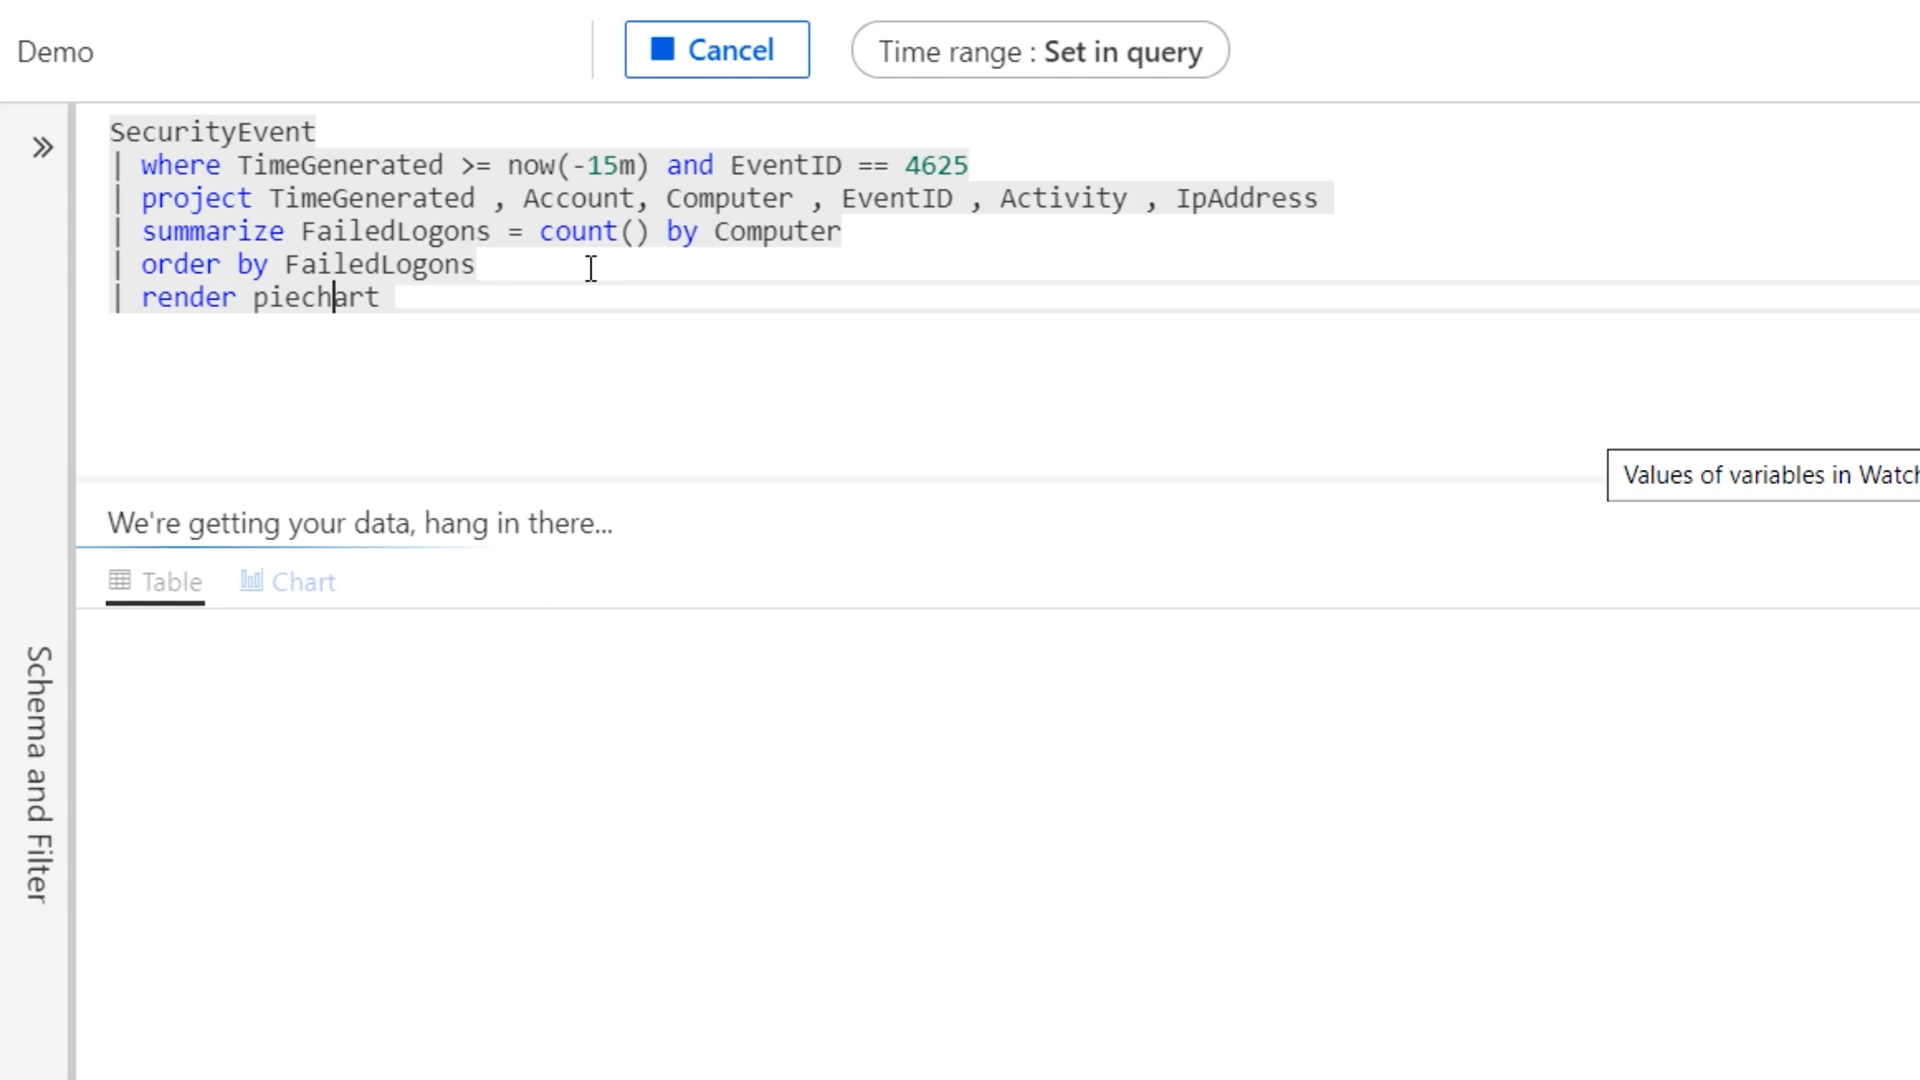 Demo
Cancel
Time range : Set in query
SecurityEvent
| where TimeGenerated >= now(-15m) and EventID == 4625
| project TimeGenerated , Account, Computer , EventID , Activity , IpAddress
| summarize FailedLogons = count() by Computer
| order by FailedLogons
| render piechart
Values of variables in Watch
We're getting your data, hang in there...
Table
Chart
Schema and Filter